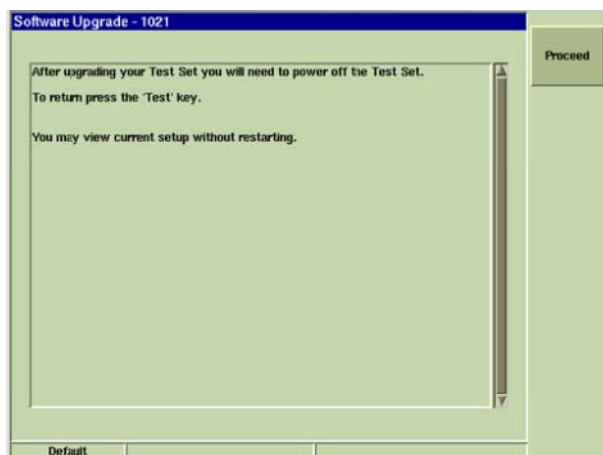 Software Upgrade - 1021
Proceed
After upgrading your Test Set you will need to power off the Test Set.
To return press the 'Test' key.
You may view current setup without restarting.
Default